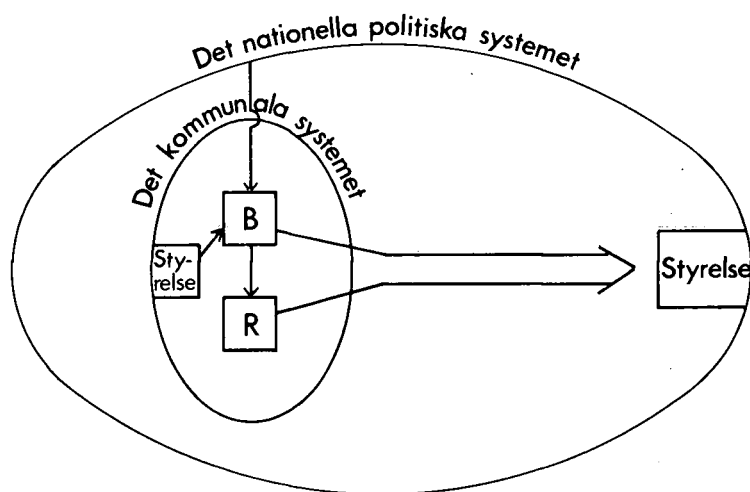 Det nationella politiska systemet
Det kommunala systemet
B
Sty-
relse
Styrelse
R